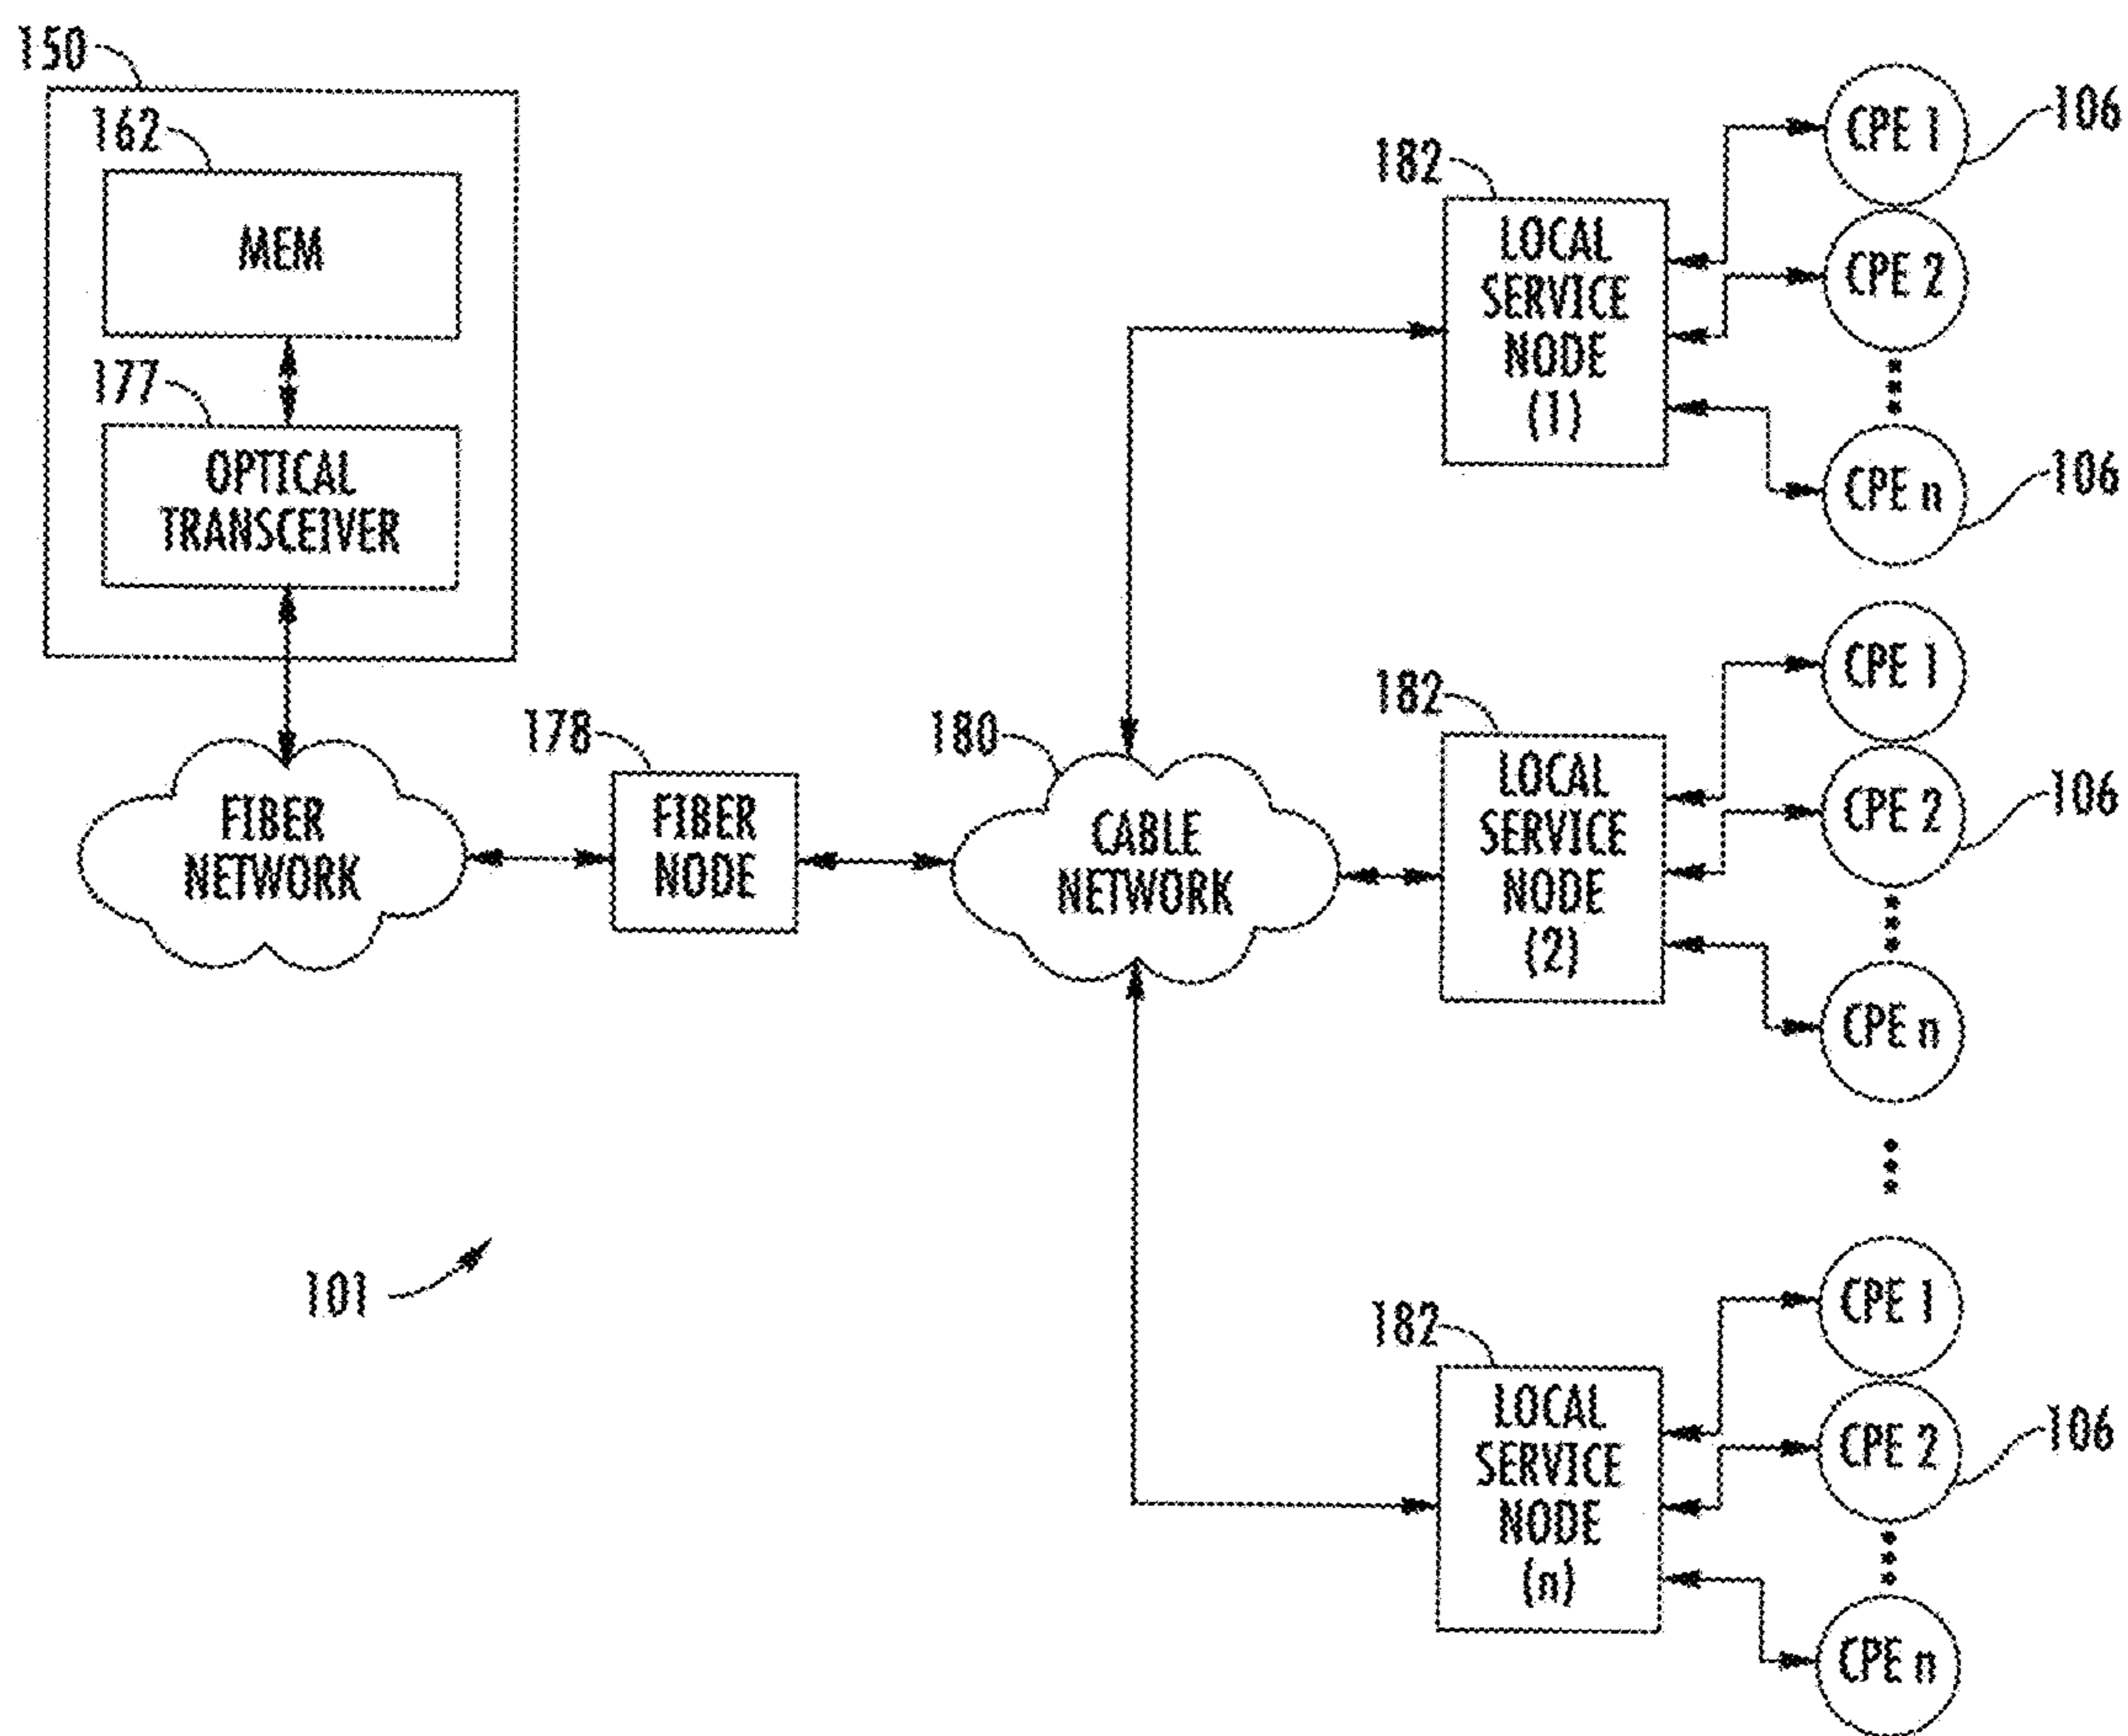 150
162
MEM
177
OPTICAL
TRANSCEIVER
FIBER
NETWORK
178
FIBER
NODE
180
CABLE
NETWORK
101
182
LOCAL
SERVICE
NODE
(1)
CPE 1
106
CPE 2
CPE n
106
182
LOCAL
SERVICE
NODE
(2)
CPE 1
CPE 2
106
CPE n
182
LOCAL
SERVICE
NODE
(n)
CPE 1
CPE 2
106
CPE n